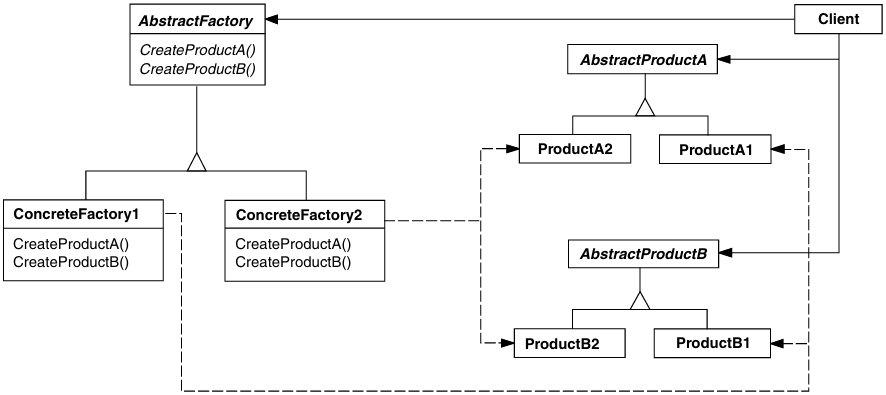 AbstractFactory
CreateProductA()
CreateProductB()
Client
AbstractProductA
ProductA2
ProductA1
ConcreteFactory1
CreateProductA()
CreateProductB()
ConcreteFactory2
CreateProductA()
CreateProductB()
AbstractProductB
ProductB2
ProductB1